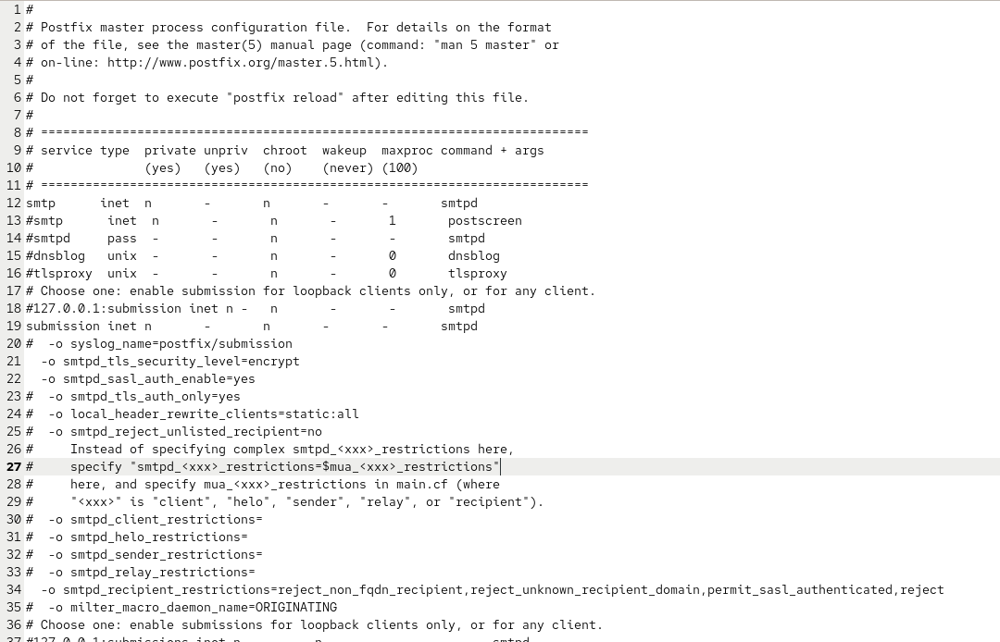 1 #
2 # Postfix master process configuration file.  For details on the format
3 # of the file, see the master(5) manual page (command: "man 5 master" or
4 # on-line: http://www.postfix.org/master.5.html).
5 #
6 # Do not forget to execute "postfix reload" after editing this file.
7 #
8 # ==========================================================================
9 # service type  private unpriv  chroot  wakeup  maxproc command + args
10 #               (yes)   (yes)   (no)    (never) (100)
11 # ==========================================================================
12 smtp      inet  n       -       n       -       -       smtpd
13 #smtp      inet  n       -       n       -       1       postscreen
14 #smtpd     pass  -       -       n       -       -       smtpd
15 #dnsblog   unix  -       -       n       -       0       dnsblog
16 #tlsproxy  unix  -       -       n       -       0       tlsproxy
17 # Choose one: enable submission for loopback clients only, or for any client.
18 #127.0.0.1:submission inet n -   n       -       -       smtpd
19 submission inet n       -       n       -       -       smtpd
20 #  -o syslog_name=postfix/submission
21   -o smtpd_tls_security_level=encrypt
22   -o smtpd_sasl_auth_enable=yes
23 #  -o smtpd_tls_auth_only=yes
24 #  -o local_header_rewrite_clients=static:all
25 #  -o smtpd_reject_unlisted_recipient=no
26 #     Instead of specifying complex smtpd_<xxx>_restrictions here,
27 #     specify "smtpd_<xxx>_restrictions=$mua_<xxx>_restrictions"
28 #     here, and specify mua_<xxx>_restrictions in main.cf (where
29 #     "<xxx>" is "client", "helo", "sender", "relay", or "recipient").
30 #  -o smtpd_client_restrictions=
31 #  -o smtpd_helo_restrictions=
32 #  -o smtpd_sender_restrictions=
33 #  -o smtpd_relay_restrictions=
34   -o smtpd_recipient_restrictions=reject_non_fqdn_recipient,reject_unknown_recipient_domain,permit_sasl_authenticated,reject
35 #  -o milter_macro_daemon_name=ORIGINATING
36 # Choose one: enable submissions for loopback clients only, or for any client.
37 #127.0.0.1:submissions inet n  -       n       -       -       smtpd